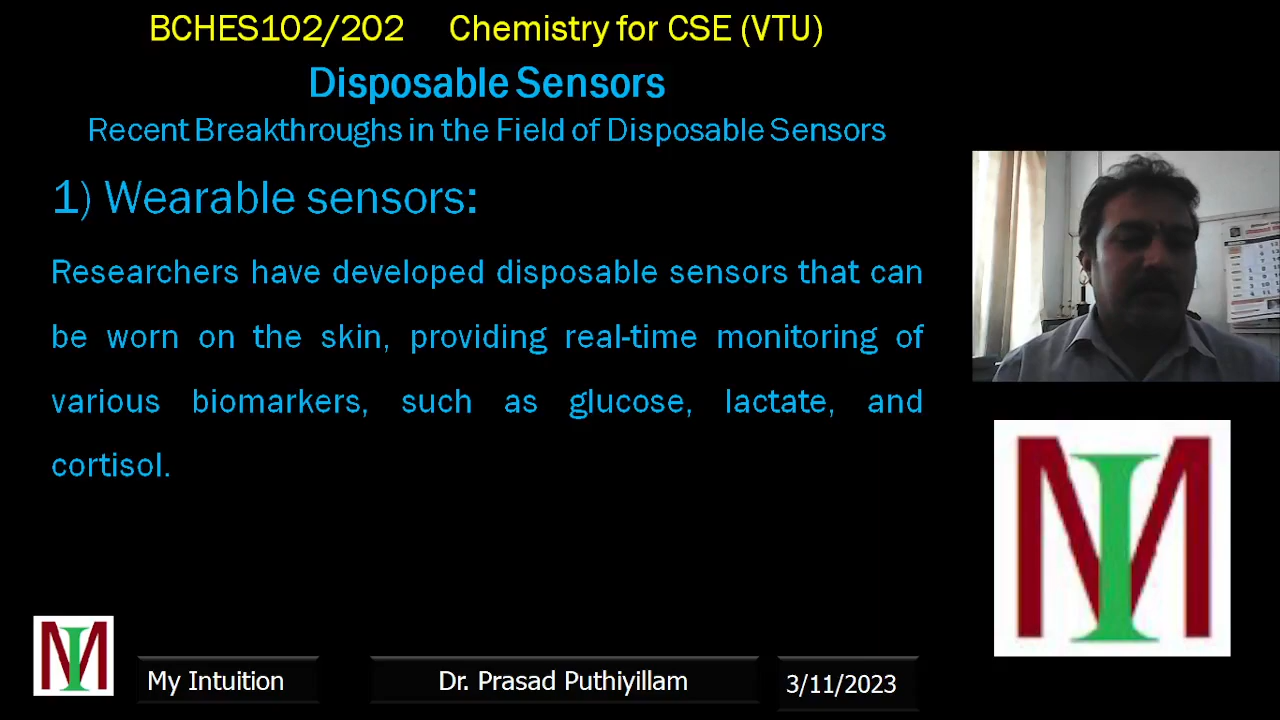 BCHES102/202 Chemistry for CSE (VTU)
Disposable Sensors
Recent Breakthroughs in the Field of Disposable Sensors
1) Wearable sensors:
Researchers have developed disposable sensors that can
be worn on the skin, providing real-time monitoring of
various biomarkers, such as glucose, lactate, and
cortisol.
MI
MI
My Intuition
Dr. Prasad Puthiyillam
3/11/2023